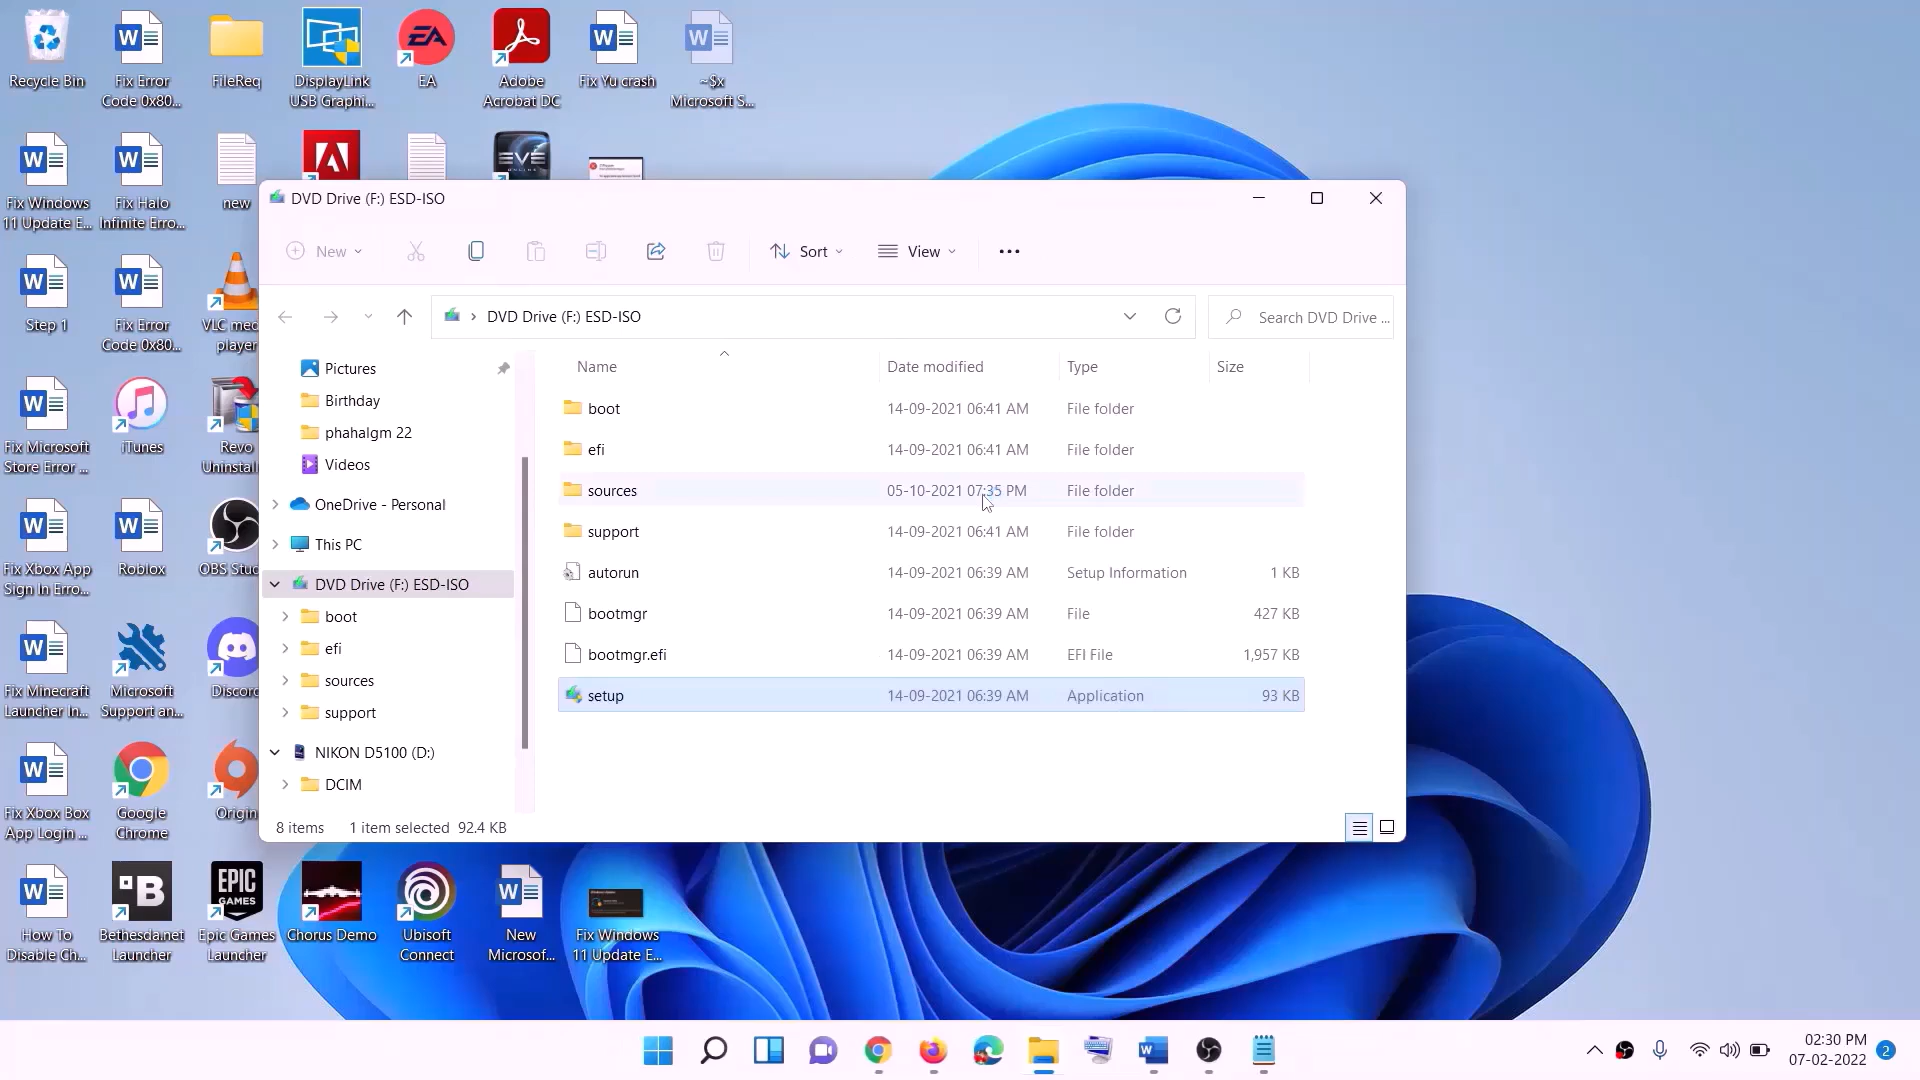 Recycle Bin
Fix Error
Code 0x80...
FileReq
DisplayLink
USB Graphi...
EA
Adobe
Acrobat DC
Fix Yu crash
~$x
Microsoft S...
Fix Windows
11 Update E...
Fix Halo
Infinite Erro...
new
EVE
ONLINE
Step 1
Fix Error
Code 0x80...
VLC med
player
Fix Microsoft
Store Error ...
iTunes
Revo
Uninstall
Fix Xbox App
Sign In Erro...
Roblox
OBS Stud
Fix Minecraft
Launcher In...
Microsoft
Support an...
Discord
Fix Xbox Box
App Login ...
Google
Chrome
Origin
How To
Disable Ch...
Bethesda.net
Launcher
EPIC
GAMES
Epic Games
Launcher
Chorus Demo
Ubisoft
Connect
New
Microsof...
Fix Windows
11 Update E...
DVD Drive (F:) ESD-ISO
New
Sort
View
DVD Drive (F:) ESD-ISO
Search DVD Drive ...
Pictures
Birthday
phahalgm 22
Videos
OneDrive - Personal
This PC
DVD Drive (F:) ESD-ISO
boot
efi
sources
support
NIKON D5100 (D:)
DCIM
Name Date modified Type Size
boot 14-09-2021 06:41 AM File folder
efi 14-09-2021 06:41 AM File folder
sources 05-10-2021 07:35 PM File folder
support 14-09-2021 06:41 AM File folder
autorun 14-09-2021 06:39 AM Setup Information 1 KB
bootmgr 14-09-2021 06:39 AM File 427 KB
bootmgr.efi 14-09-2021 06:39 AM EFI File 1,957 KB
setup 14-09-2021 06:39 AM Application 93 KB
8 items 1 item selected 92.4 KB
02:30 PM
07-02-2022
2